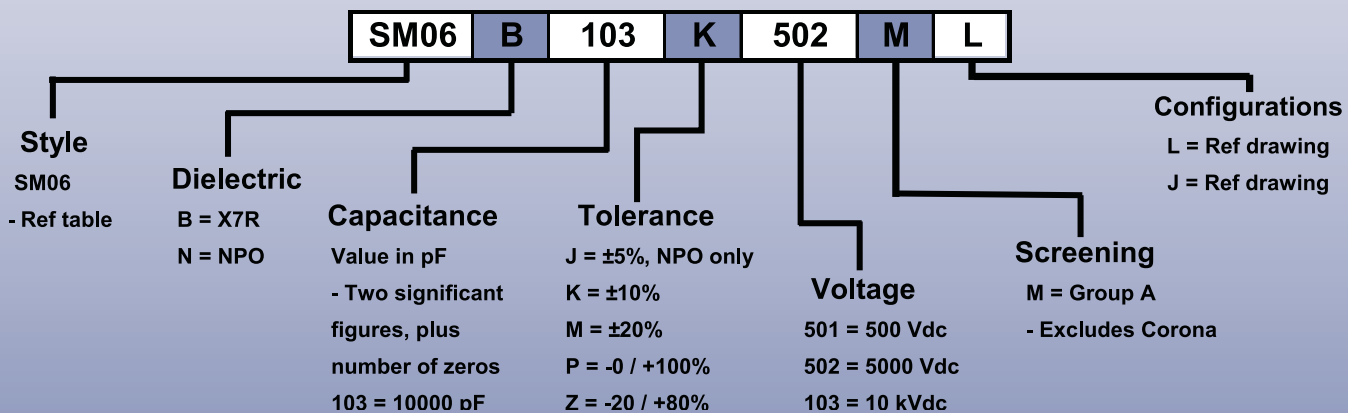 SM06 B 103 K 502 M L
Style
SM06
- Ref table
Dielectric
B = X7R
N = NPO
Capacitance
Value in pF
- Two significant
figures, plus
number of zeros
103 = 10000 pF
Tolerance
J = ±5%, NPO only
K = ±10%
M = ±20%
P = -0 / +100%
Z = -20 / +80%
Voltage
501 = 500 Vdc
502 = 5000 Vdc
103 = 10 kVdc
Screening
M = Group A
- Excludes Corona
Configurations
L = Ref drawing
J = Ref drawing